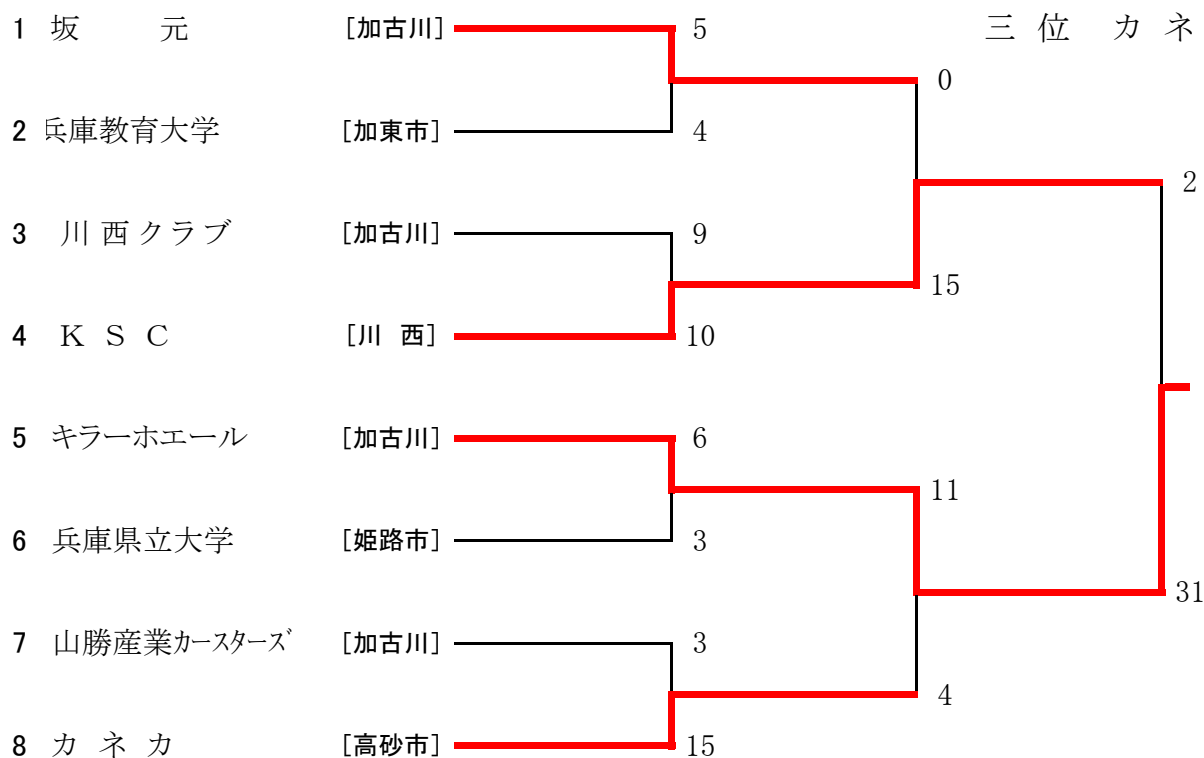 1 坂 元 [加古川] 5 三 位 カ ネ
0
2 兵庫教育大学 [加東市] 4
2
3 川 西 ク ラ ブ [加古川] 9
15
4 K S C [川 西] 10
5 キラーホエール [加古川] 6
11
6 兵庫県立大学 [姫路市] 3
31
7 山勝産業カースターズ [加古川] 3
4
8 カ ネ カ [高砂市] 15